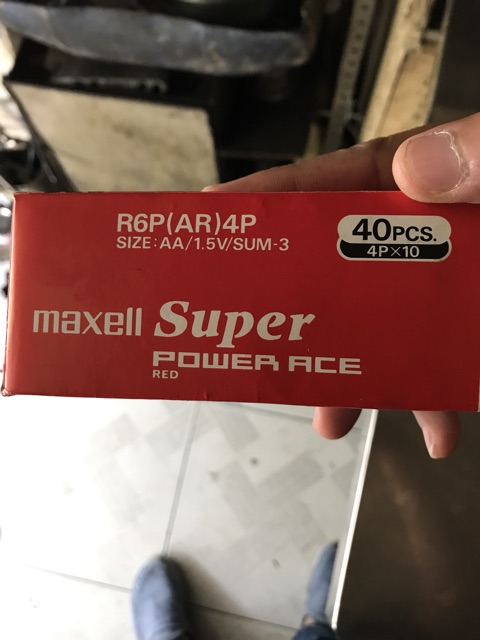 R6P(AR)4P
SIZE:AA/1.5V/SUM-3
40PCS.
4P×10
maxell Super
POWER ACE
RED